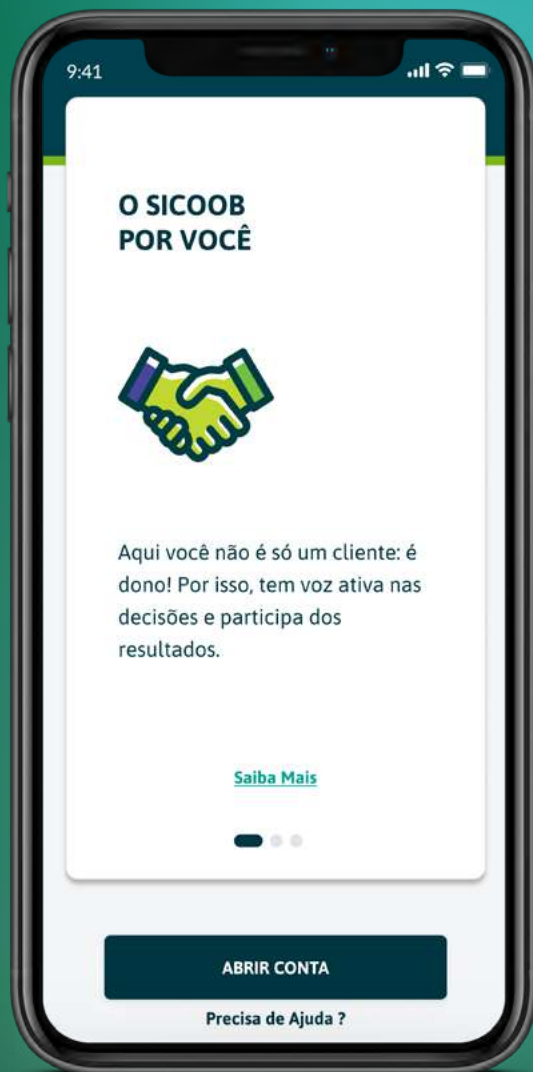 9:41
O SICOOB
POR VOCÊ
Aqui você não é só um cliente: é
dono! Por isso, tem voz ativa nas
decisões e participa dos
resultados.
Saiba Mais
ABRIR CONTA
Precisa de Ajuda ?